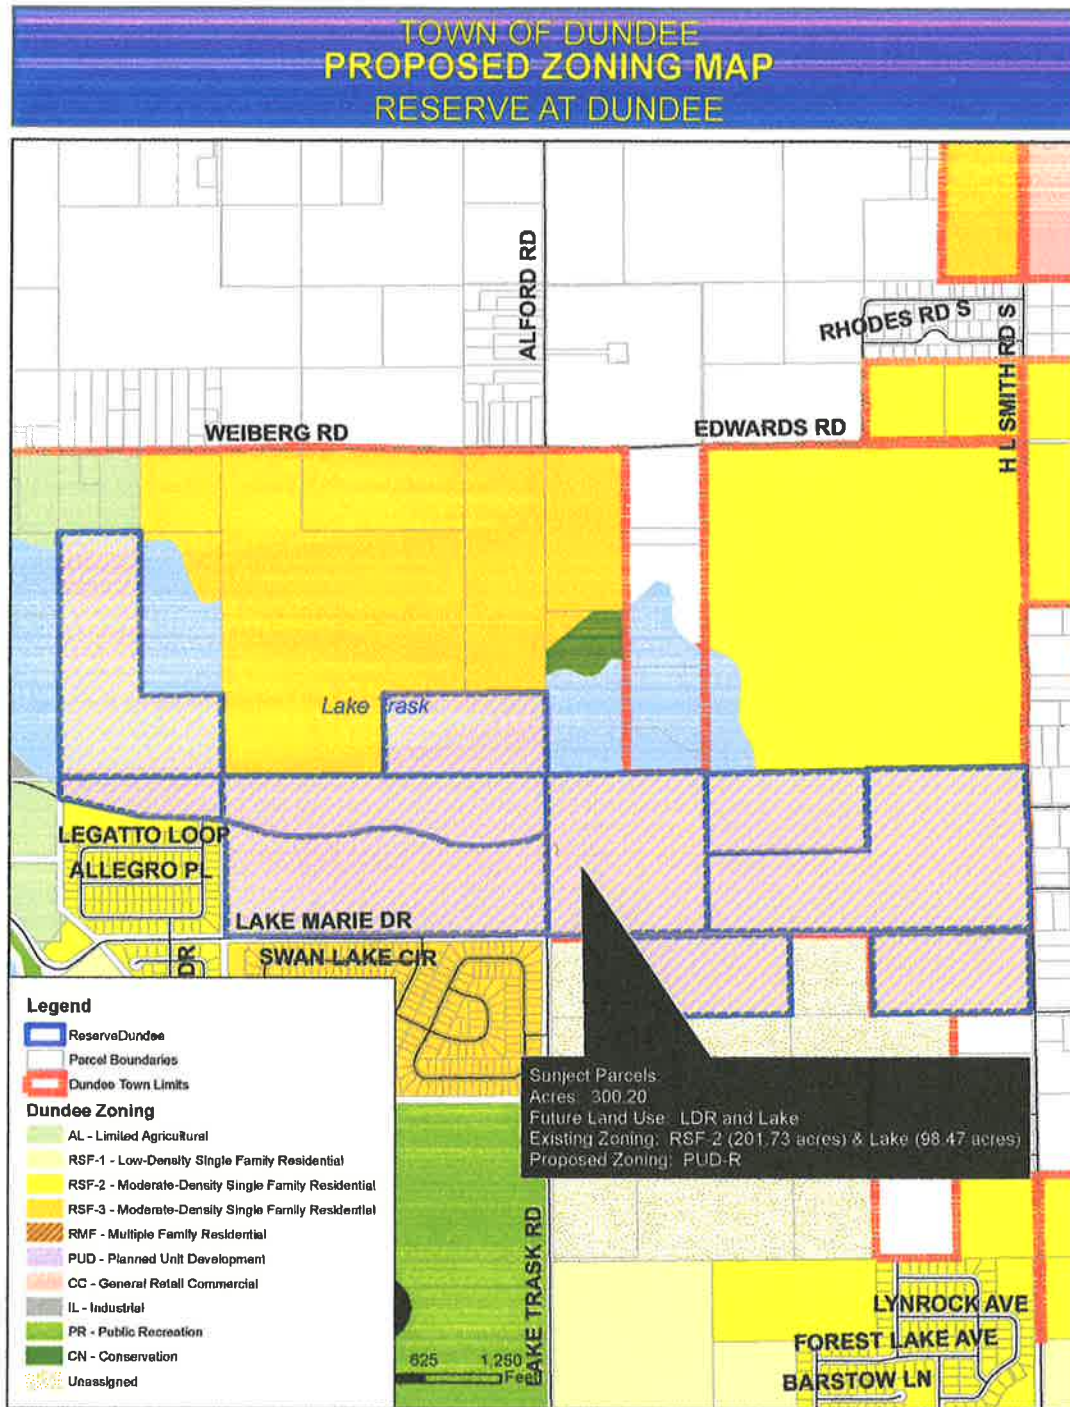 TOWN OF DUNDEE
PROPOSED ZONING MAP
RESERVE AT DUNDEE
ALFORD RD
RHODES RD S
H L SMITH RD S
WEIBERG RD
EDWARDS RD
Lake Trask
LEGATTO LOOP
ALLEGRO PL
LAKE MARIE DR
DR
SWAN LAKE CIR
Legend
ReserveDundee
Parcel Boundaries
Dundee Town Limits
Dundee Zoning
AL - Limited Agricultural
RSF-1 - Low-Density Single Family Residential
RSF-2 - Moderate-Density Single Family Residential
RSF-3 - Moderate-Density Single Family Residential
RMF - Multiple Family Residential
PUD - Planned Unit Development
CC - General Retail Commercial
IL - Industrial
PR - Public Recreation
CN - Conservation
Unassigned
Sunject Parcels
Acres: 300.20
Future Land Use: LDR and Lake
Existing Zoning: RSF-2 (201.73 acres) & Lake (98.47 acres)
Proposed Zoning: PUD-R
625 1,250
Feet
LAKE TRASK RD
LYNROCK AVE
FOREST LAKE AVE
BARSTOW LN